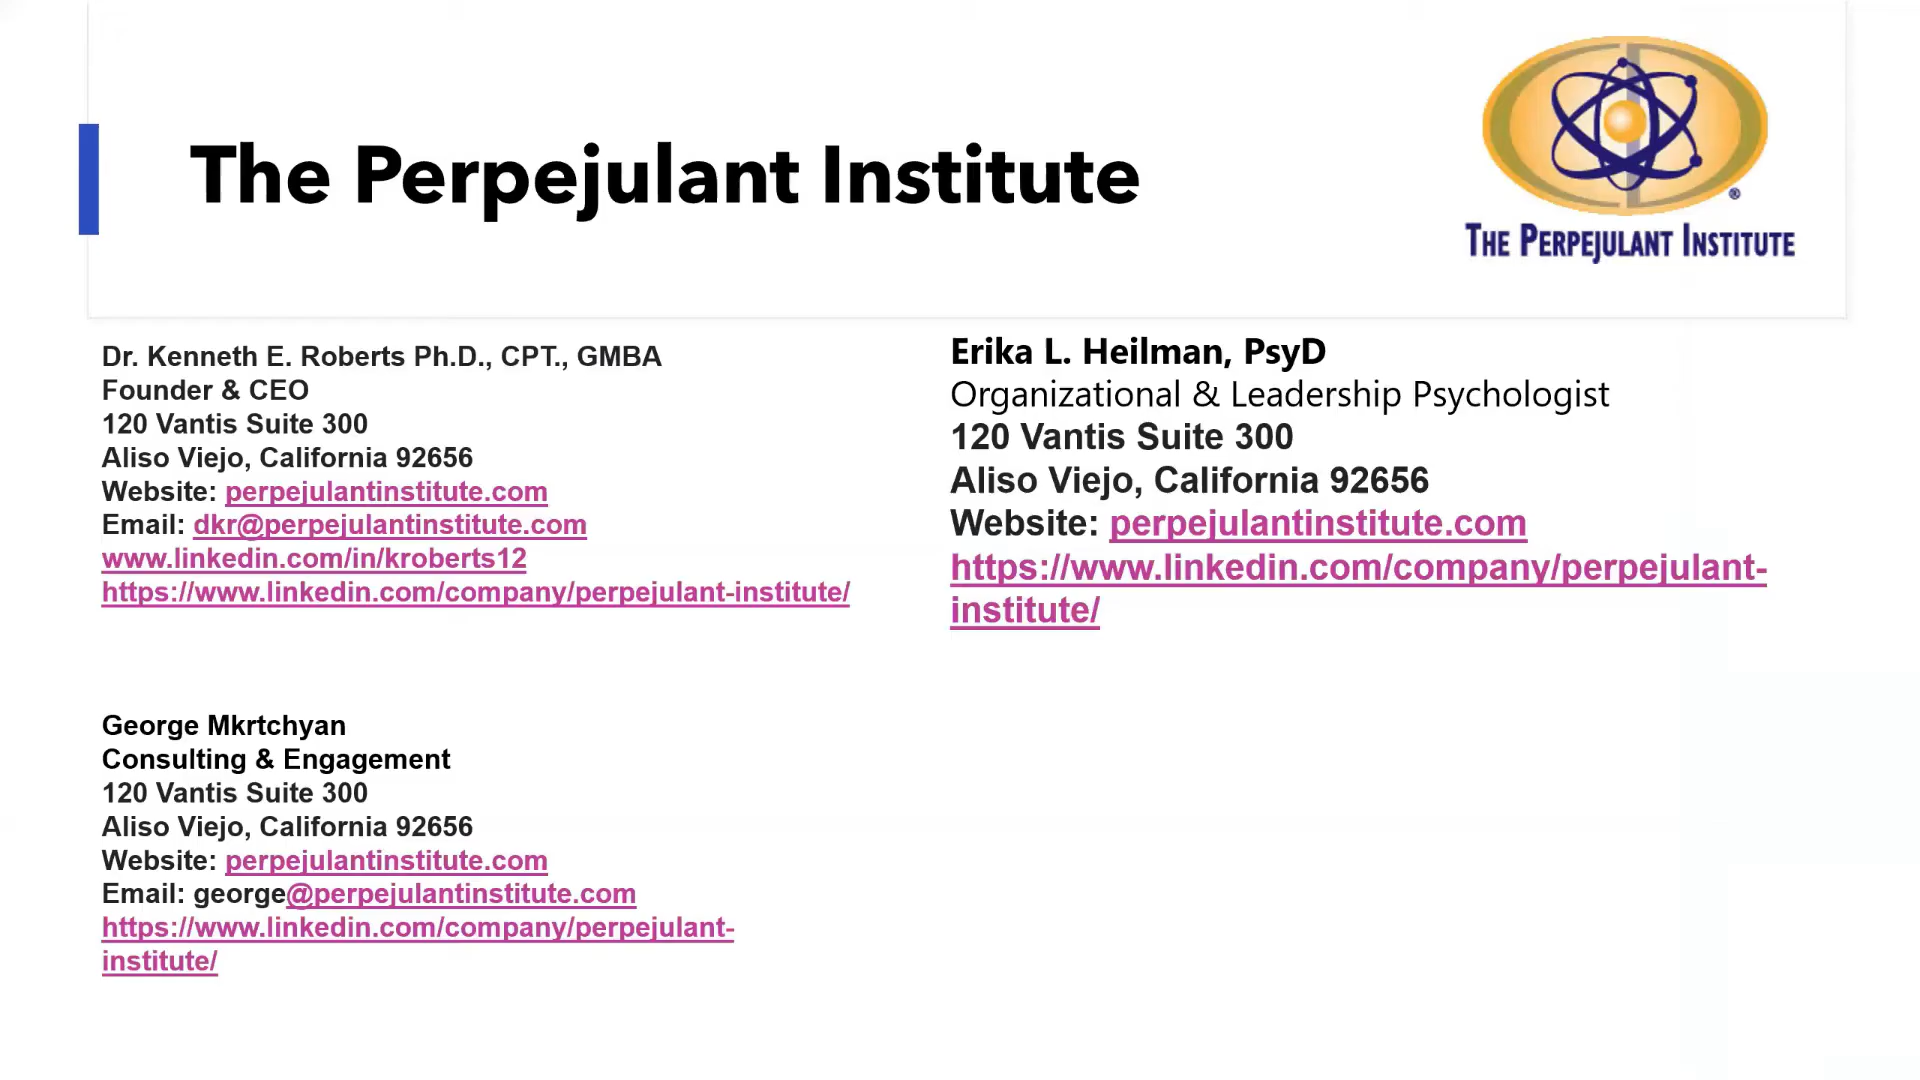 The Perpejulant Institute
®
THE PERPEJULANT INSTITUTE
Dr. Kenneth E. Roberts Ph.D., CPT., GMBA
Founder & CEO
120 Vantis Suite 300
Aliso Viejo, California 92656
Website: perpejulantinstitute.com
Email: dkr@perpejulantinstitute.com
www.linkedin.com/in/kroberts12
https://www.linkedin.com/company/perpejulant-institute/
Erika L. Heilman, PsyD
Organizational & Leadership Psychologist
120 Vantis Suite 300
Aliso Viejo, California 92656
Website: perpejulantinstitute.com
https://www.linkedin.com/company/perpejulant-
institute/
George Mkrtchyan
Consulting & Engagement
120 Vantis Suite 300
Aliso Viejo, California 92656
Website: perpejulantinstitute.com
Email: george@perpejulantinstitute.com
https://www.linkedin.com/company/perpejulant-
institute/